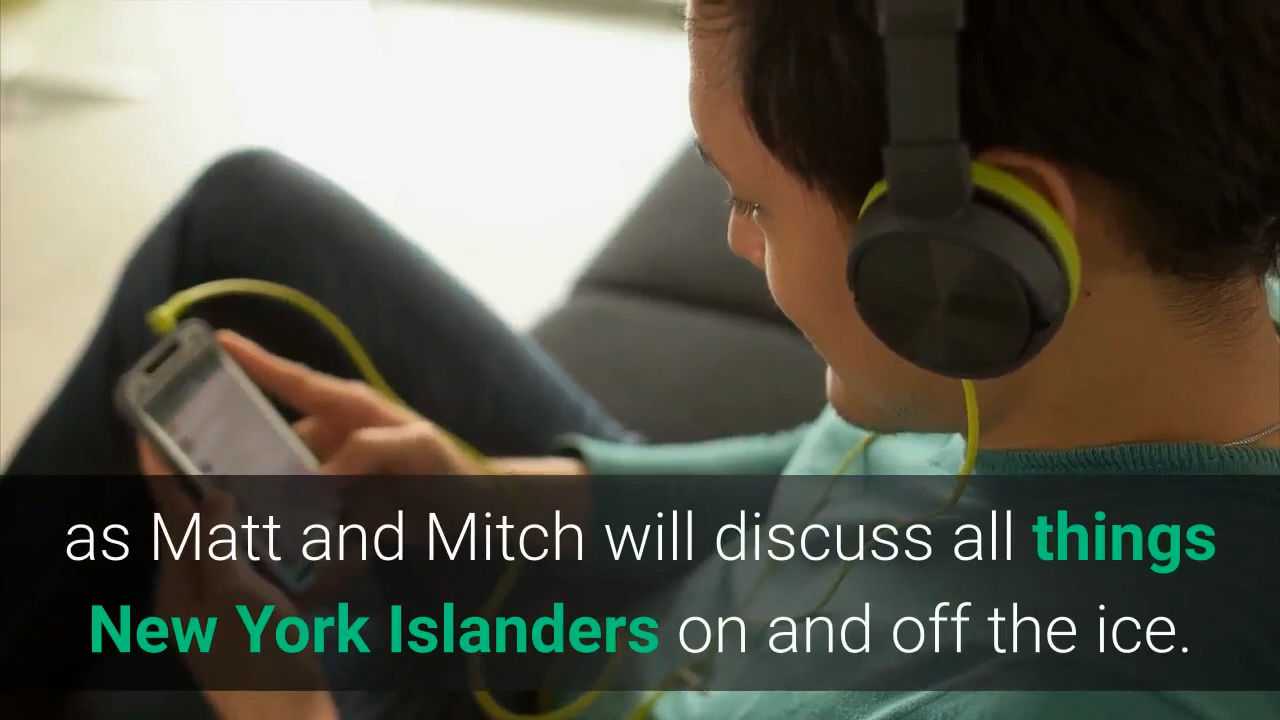 as Matt and Mitch will discuss all things
New York Islanders on and off the ice.